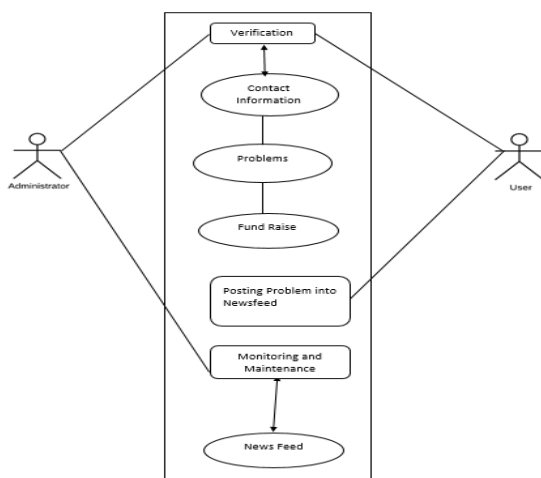 Verification
Contact
Information
Problems
Administrator
User
Fund Raise
Posting Problem into
Newsfeed
Monitoring and
Maintenance
News Feed